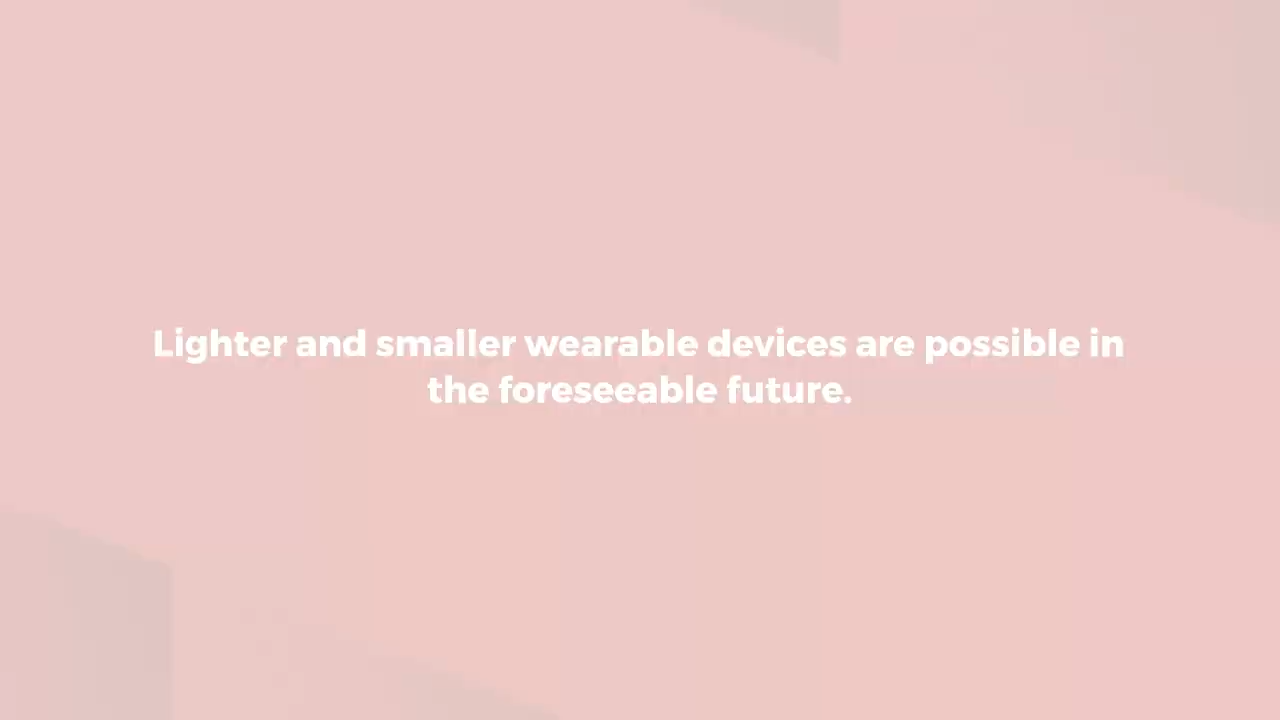 Lighter and smaller wearable devices are possible in
the foreseeable future.